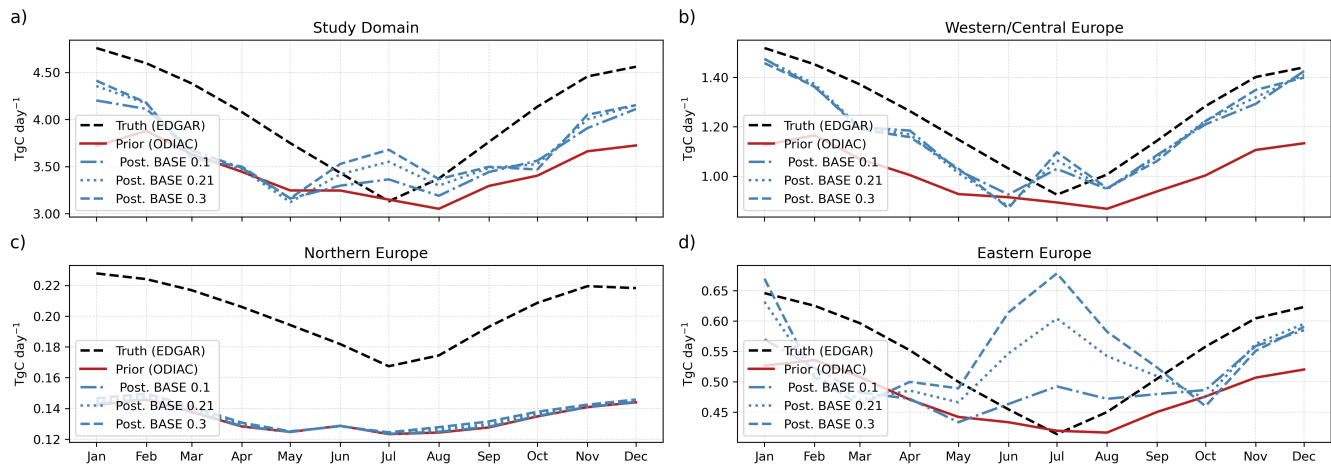 a)
Study Domain
TgC day⁻¹
4.50
4.00
3.50
3.00
Truth (EDGAR)
Prior (ODIAC)
Post. BASE 0.1
Post. BASE 0.21
Post. BASE 0.3
b)
Western/Central Europe
TgC day⁻¹
1.40
1.20
1.00
Truth (EDGAR)
Prior (ODIAC)
Post. BASE 0.1
Post. BASE 0.21
Post. BASE 0.3
c)
Northern Europe
TgC day⁻¹
0.22
0.20
0.18
0.16
0.14
0.12
Truth (EDGAR)
Prior (ODIAC)
Post. BASE 0.1
Post. BASE 0.21
Post. BASE 0.3
Jan Feb Mar Apr May Jun Jul Aug Sep Oct Nov Dec
d)
Eastern Europe
TgC day⁻¹
0.65
0.60
0.55
0.50
0.45
Truth (EDGAR)
Prior (ODIAC)
Post. BASE 0.1
Post. BASE 0.21
Post. BASE 0.3
Jan Feb Mar Apr May Jun Jul Aug Sep Oct Nov Dec